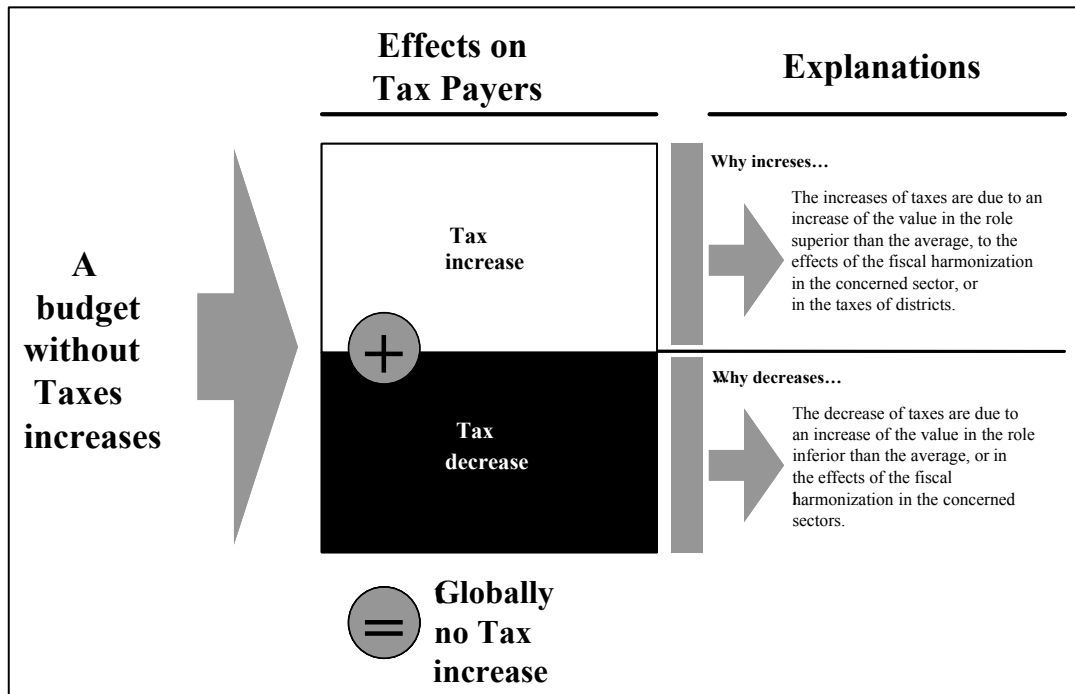 Effects on
Tax Payers
Explanations
A
budget
without
Taxes
increases
Tax
increase
+
Tax
decrease
=
Globally
no Tax
increase
Why increses…
The increases of taxes are due to an
increase of the value in the role
superior than the average, to the
effects of the fiscal harmonization
in the concerned sector, or
in the taxes of districts.
Why decreases…
The decrease of taxes are due to
an increase of the value in the role
inferior than the average, or in
the effects of the fiscal
harmonization in the concerned
sectors.